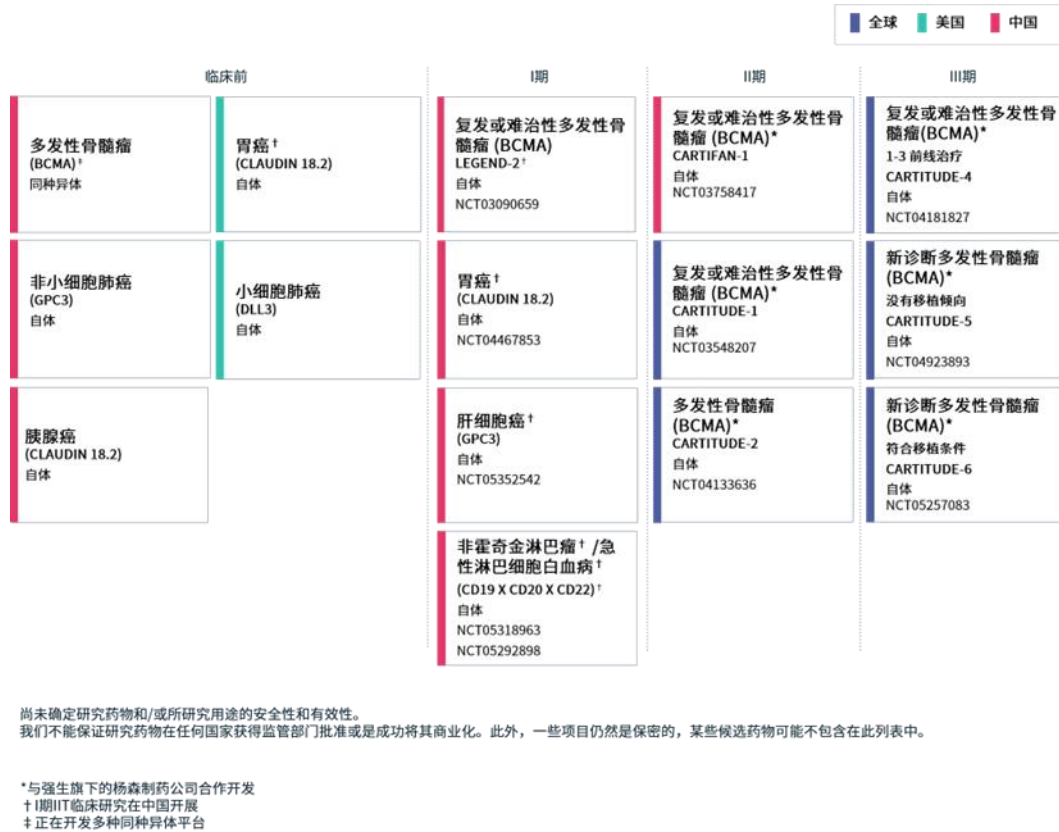 全球 美国 中国
临床前
I期
II期
III期
多发性骨髓瘤
(BCMA)‡
同种异体
胃癌†
(CLAUDIN 18.2)
自体
非小细胞肺癌
(GPC3)
自体
小细胞肺癌
(DLL3)
自体
胰腺癌
(CLAUDIN 18.2)
自体
复发或难治性多发性骨
髓瘤 (BCMA)
LEGEND-2†
自体
NCT03090659
胃癌†
(CLAUDIN 18.2)
自体
NCT04467853
肝细胞癌†
(GPC3)
自体
NCT05352542
非霍奇金淋巴瘤† /急
性淋巴细胞白血病†
(CD19 X CD20 X CD22)†
自体
NCT05318963
NCT05292898
复发或难治性多发性骨
髓瘤 (BCMA)*
CARTIFAN-1
自体
NCT03758417
复发或难治性多发性骨
髓瘤 (BCMA)*
CARTITUDE-1
自体
NCT03548207
多发性骨髓瘤
(BCMA)*
CARTITUDE-2
自体
NCT04133636
复发或难治性多发性骨
髓瘤(BCMA)*
1-3 前线治疗
CARTITUDE-4
自体
NCT04181827
新诊断多发性骨髓瘤
(BCMA)*
没有移植倾向
CARTITUDE-5
自体
NCT04923893
新诊断多发性骨髓瘤
(BCMA)*
符合移植条件
CARTITUDE-6
自体
NCT05257083
尚未确定研究药物和/或所研究用途的安全性和有效性。
我们不能保证研究药物在任何国家获得监管部门批准或是成功将其商业化。此外，一些项目仍然是保密的，某些候选药物可能不包含在此列表中。
*与强生旗下的杨森制药公司合作开发
† I期IIT临床研究在中国开展
‡ 正在开发多种同种异体平台